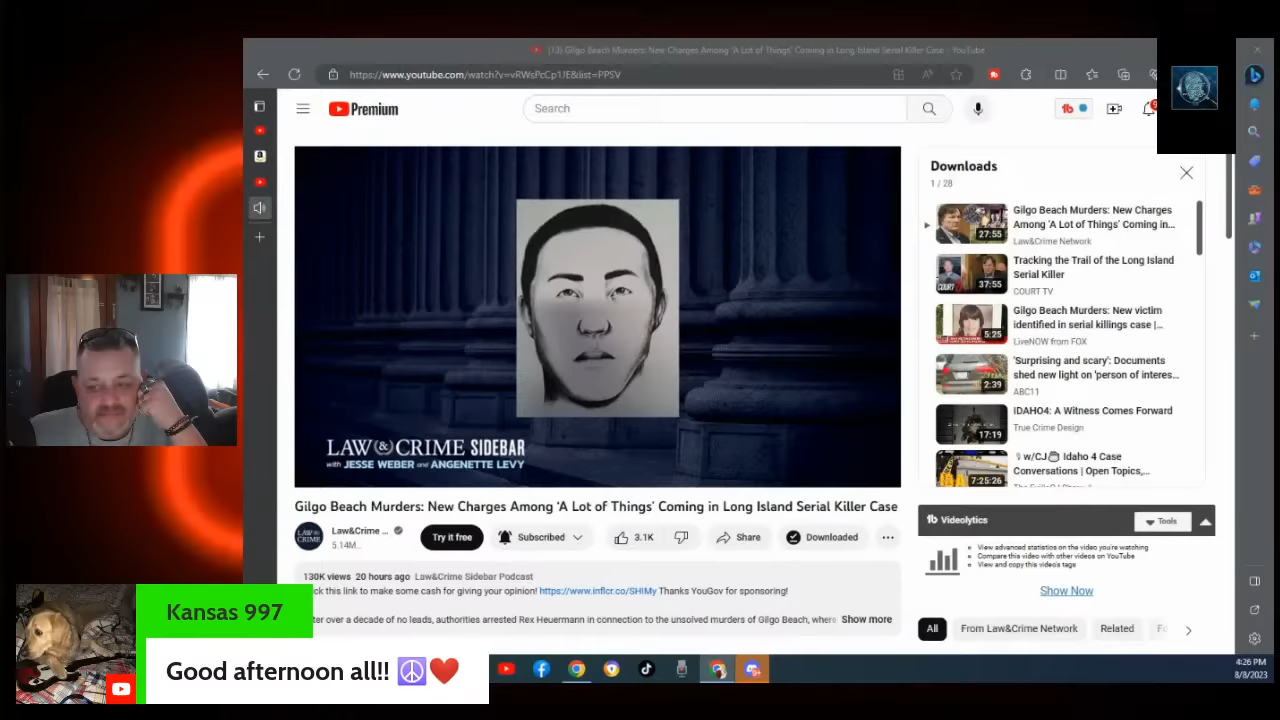 (13) Gilgo Beach Murders: New Charges Among 'A Lot of Things' Coming in Long Island Serial Killer Case - YouTube
https://www.youtube.com/watch?v=vRWsPcCp1JE&list=PPSV
Premium
Search
LAW & CRIME SIDEBAR
with JESSE WEBER and ANGENETTE LEVY
Downloads
1 / 28
27:55
Gilgo Beach Murders: New Charges
Among 'A Lot of Things' Coming in...
Law&Crime Network
37:55
Tracking the Trail of the Long Island
Serial Killer
COURT TV
5:25
Gilgo Beach Murders: New victim
identified in serial killings case |...
LiveNOW from FOX
2:39
'Surprising and scary': Documents
shed new light on 'person of interes...
ABC11
17:19
IDAHO4: A Witness Comes Forward
True Crime Design
7:25:26
w/CJ Idaho 4 Case
Conversations | Open Topics,...
Gilgo Beach Murders: New Charges Among 'A Lot of Things' Coming in Long Island Serial Killer Case
Law&Crime ...
5.14M...
Try it free
Subscribed
3.1K
Share
Downloaded
130K views 20 hours ago Law&Crime Sidebar Podcast
ck this link to make some cash for giving your opinion! https://www.inflcr.co/SHIMy Thanks YouGov for sponsoring!
ter over a decade of no leads, authorities arrested Rex Heuermann in connection to the unsolved murders of Gilgo Beach, where
Show more
Videolytics
Tools
View advanced statistics on the video you're watching
Compare this video with other videos on YouTube
View and copy this video's tags
Show Now
All
From Law&Crime Network
Related
Fo
4:26 PM
8/8/2023
Kansas 997
Good afternoon all!! ☮️❤️